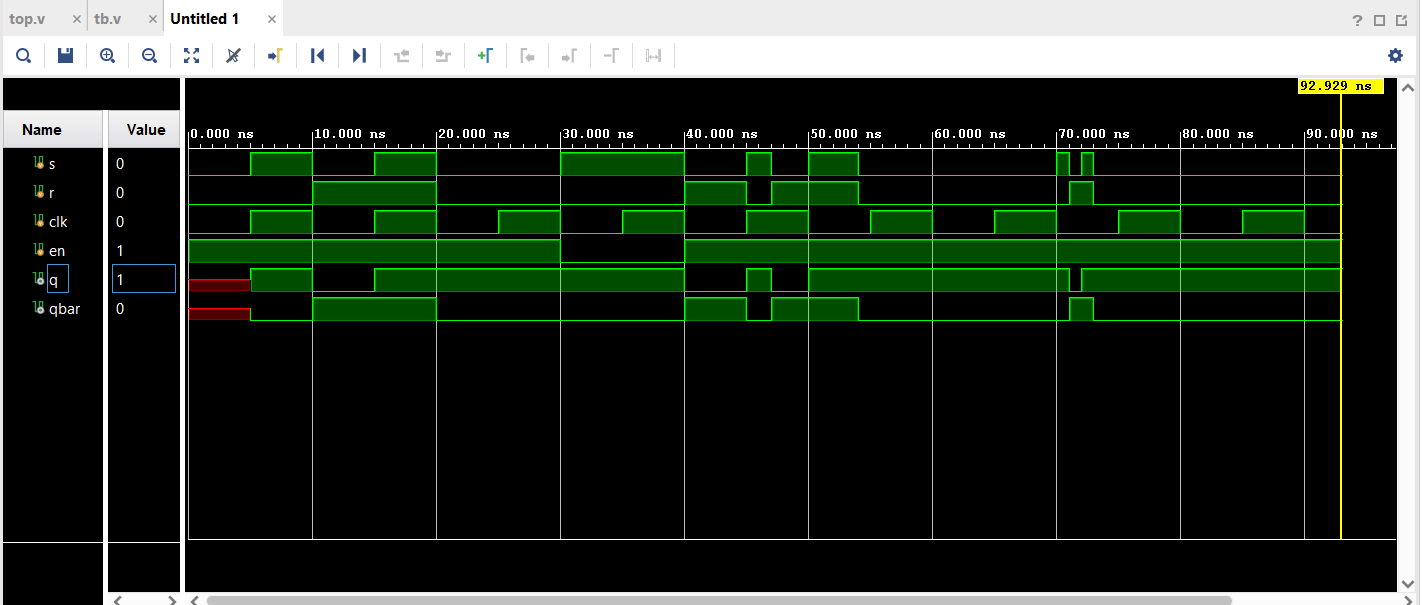 top.v × tb.v × Untitled 1 × ?
92.929 ns
Name Value
0.000 ns 10.000 ns 20.000 ns 30.000 ns 40.000 ns 50.000 ns 60.000 ns 70.000 ns 80.000 ns 90.000 ns
s 0
r 0
clk 0
en 1
q 1
qbar 0